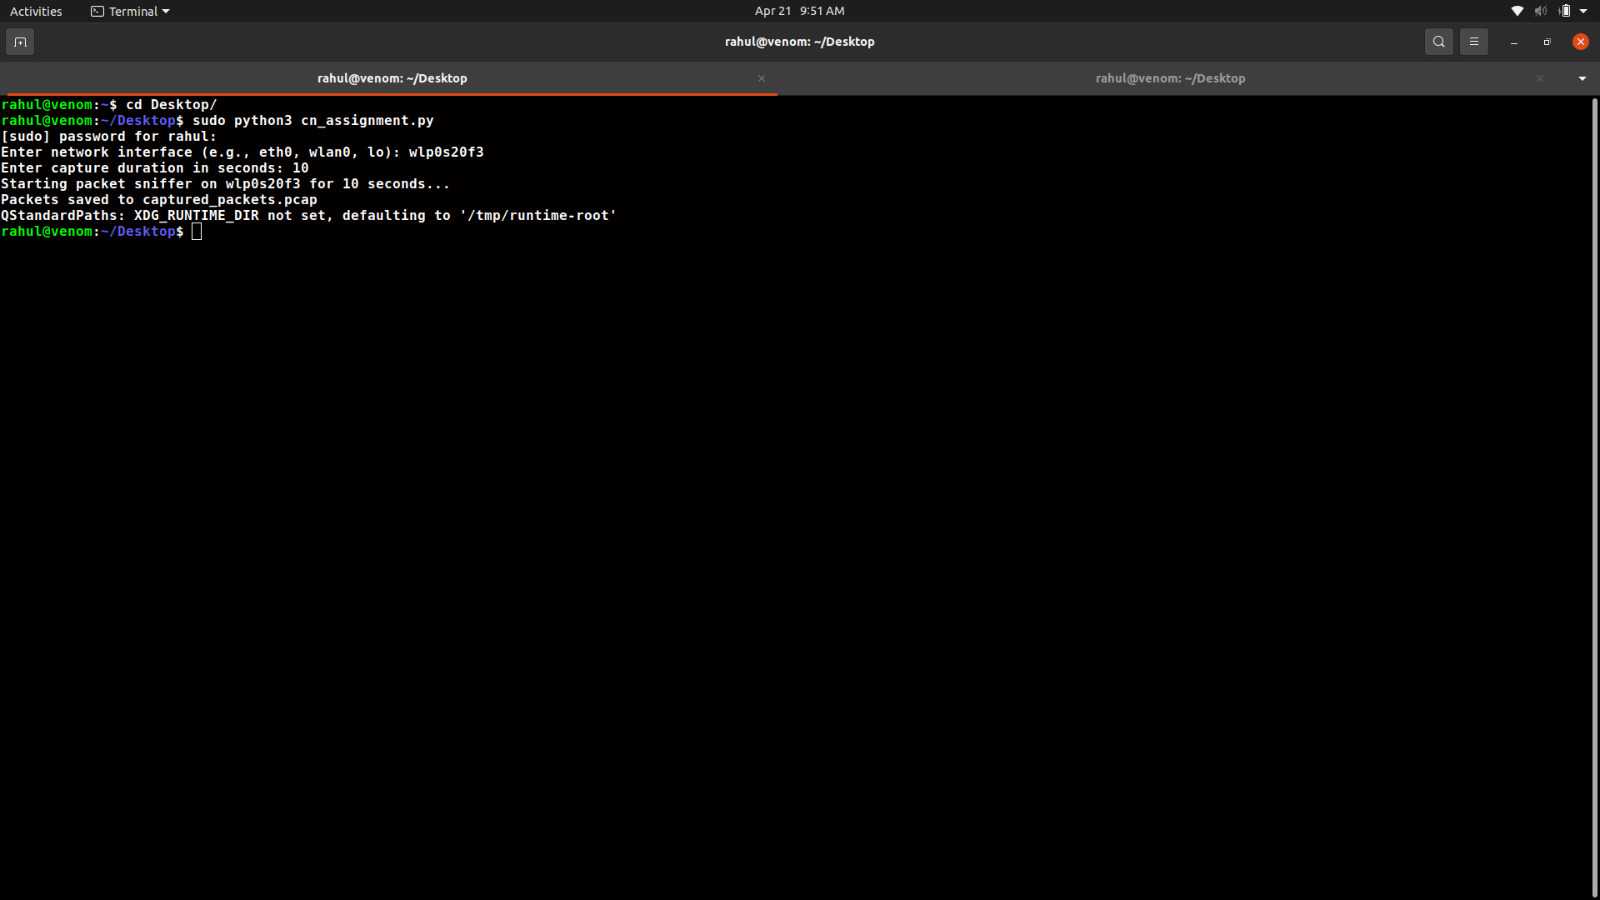 Activities Terminal Apr 21 9:51 AM
rahul@venom: ~/Desktop
rahul@venom: ~/Desktop × rahul@venom: ~/Desktop ×
rahul@venom:~$ cd Desktop/
rahul@venom:~/Desktop$ sudo python3 cn_assignment.py
[sudo] password for rahul:
Enter network interface (e.g., eth0, wlan0, lo): wlp0s20f3
Enter capture duration in seconds: 10
Starting packet sniffer on wlp0s20f3 for 10 seconds...
Packets saved to captured_packets.pcap
QStandardPaths: XDG_RUNTIME_DIR not set, defaulting to '/tmp/runtime-root'
rahul@venom:~/Desktop$